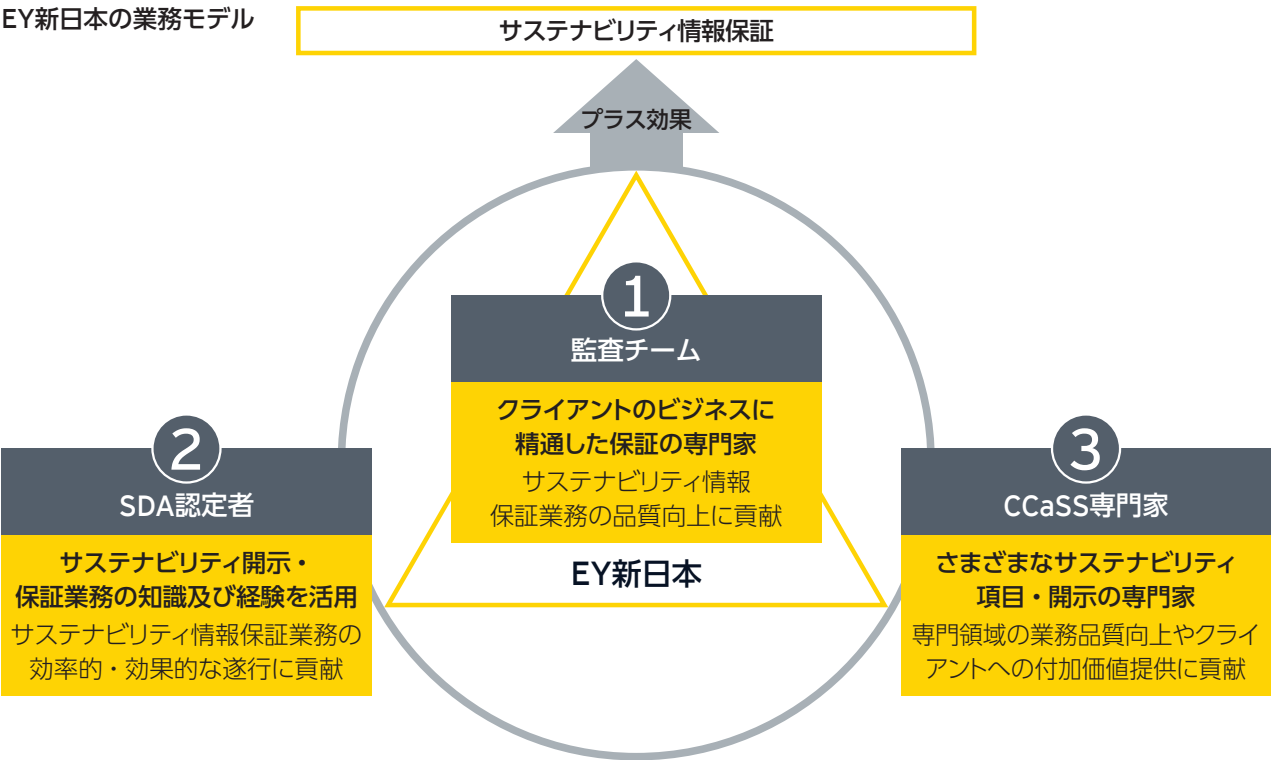 EY新日本の業務モデル
サステナビリティ情報保証
プラス効果
1
監査チーム
クライアントのビジネスに
精通した保証の専門家
サステナビリティ情報
保証業務の品質向上に貢献
EY新日本
2
SDA認定者
サステナビリティ開示・
保証業務の知識及び経験を活用
サステナビリティ情報保証業務の
効率的・効果的な遂行に貢献
3
CCaSS専門家
さまざまなサステナビリティ
項目・開示の専門家
専門領域の業務品質向上やクライ
アントへの付加価値提供に貢献